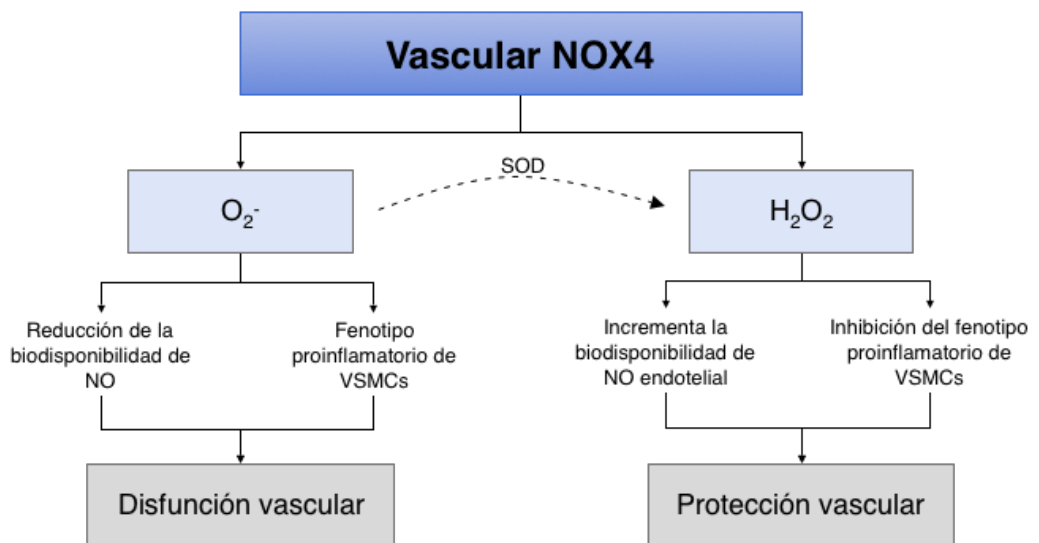 Vascular NOX4
SOD
O₂⁻
H₂O₂
Reducción de la
biodisponibilidad de
NO
Fenotipo
proinflamatorio de
VSMCs
Incrementa la
biodisponibilidad de
NO endotelial
Inhibición del fenotipo
proinflamatorio de
VSMCs
Disfunción vascular
Protección vascular